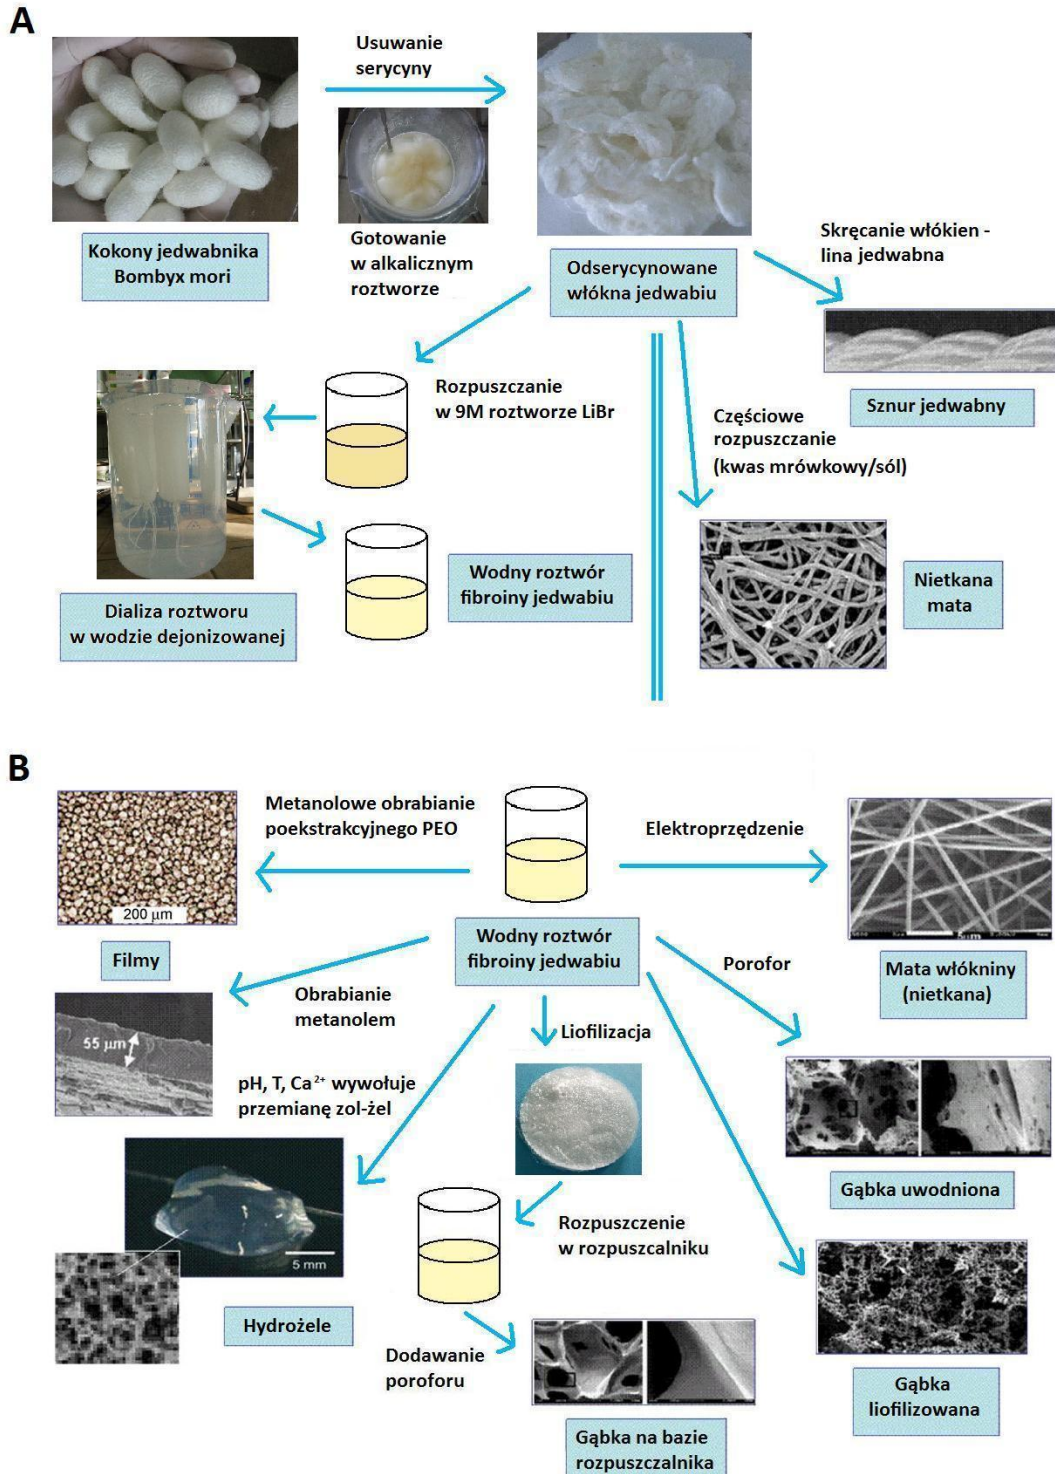 A
Usuwanie
serycyny
Kokony jedwabnika
Bombyx mori
Gotowanie
w alkalicznym
roztworze
Odserycynowane
włókna jedwabiu
Skręcanie włókien -
lina jedwabna
Sznur jedwabny
Rozpuszczanie
w 9M roztworze LiBr
Częściowe
rozpuszczanie
(kwas mrówkowy/sól)
Nietkana
mata
Dializa roztworu
w wodzie dejonizowanej
Wodny roztwór
fibroiny jedwabiu
B
Metanolowe obrabianie
poekstrakcyjnego PEO
Elektroprzędzenie
200 µm
Filmy
Wodny roztwór
fibroiny jedwabiu
5µm
Mata włókniny
(nietkana)
Porofor
Obrabianie
metanolem
55 µm
Liofilizacja
pH, T, Ca²⁺ wywołuje
przemianę zol-żel
Gąbka uwodniona
5 mm
Rozpuszczenie
w rozpuszcalniku
Hydrożele
Dodawanie
poroforu
Gąbka
liofilizowana
Gąbka na bazie
rozpuszczalnika